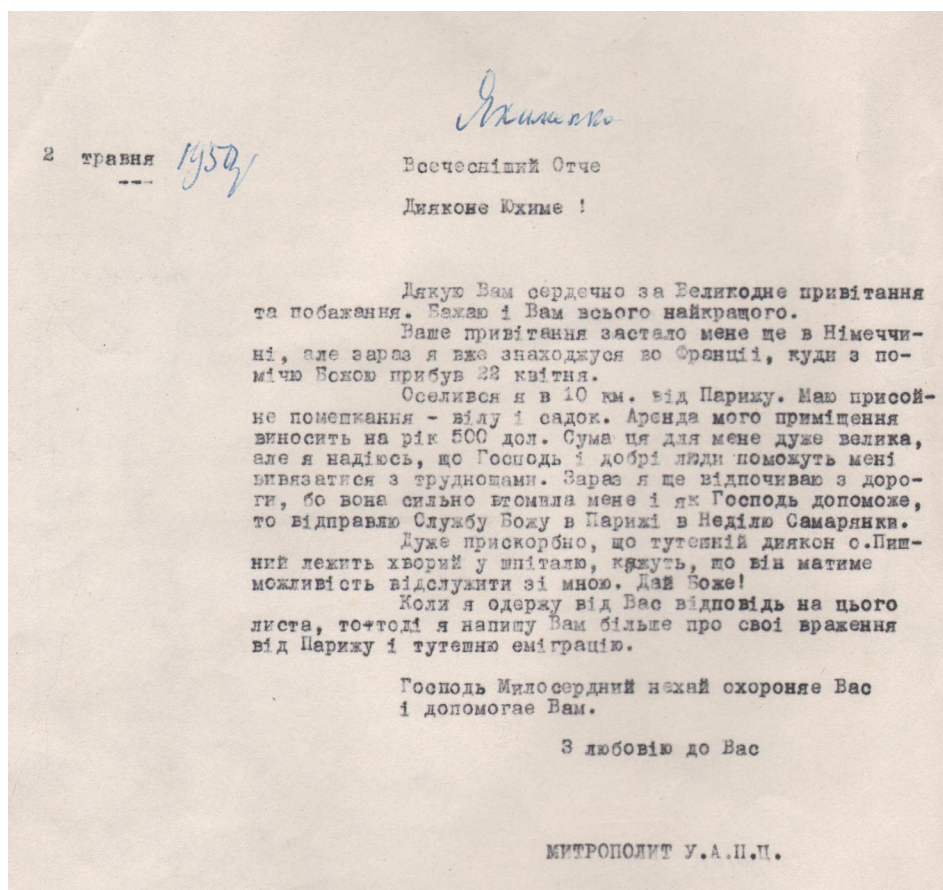 Якименко
2 травня 1950 р
Всечесніший Отче
Дияконе Юхиме !
Дякую Вам сердечно за Великодне привітання
та побажання. Бажаю і Вам всього найкращого.
Ваше привітання застало мене ще в Німеччи-
ні, але зараз я вже знаходжуся во Франціі, куди з по-
мічю Божою прибув 22 квітня.
Оселився я в 10 км. від Парижу. Маю присой-
не помешкання - вілу і садок. Аренда мого приміщення
виносить на рік 500 дол. Сума ця для мене дуже велика,
але я надіюсь, що Господь і добрі люди поможуть мені
вивязатися з труднощами. Зараз я ще відпочиваю з доро-
ги, бо вона сильно втомила мене і як Господь допоможе,
то відправлю Службу Божу в Парижі в Неділю Самарянки.
Дуже прискорбно, що тутешній диякон о.Пиш-
ний лежить хворий у шпіталю, кажуть, що він матиме
можливість відслужити зі мною. Дай Боже!
Коли я одержу від Вас відповідь на цього
листа, то тоді я напишу Вам більше про свої враження
від Парижу і тутешню еміграцію.
Господь Милосердний нехай охороняе Вас
і допомогае Вам.
З любовію до Вас
МИТРОПОЛИТ У.А.П.Ц.